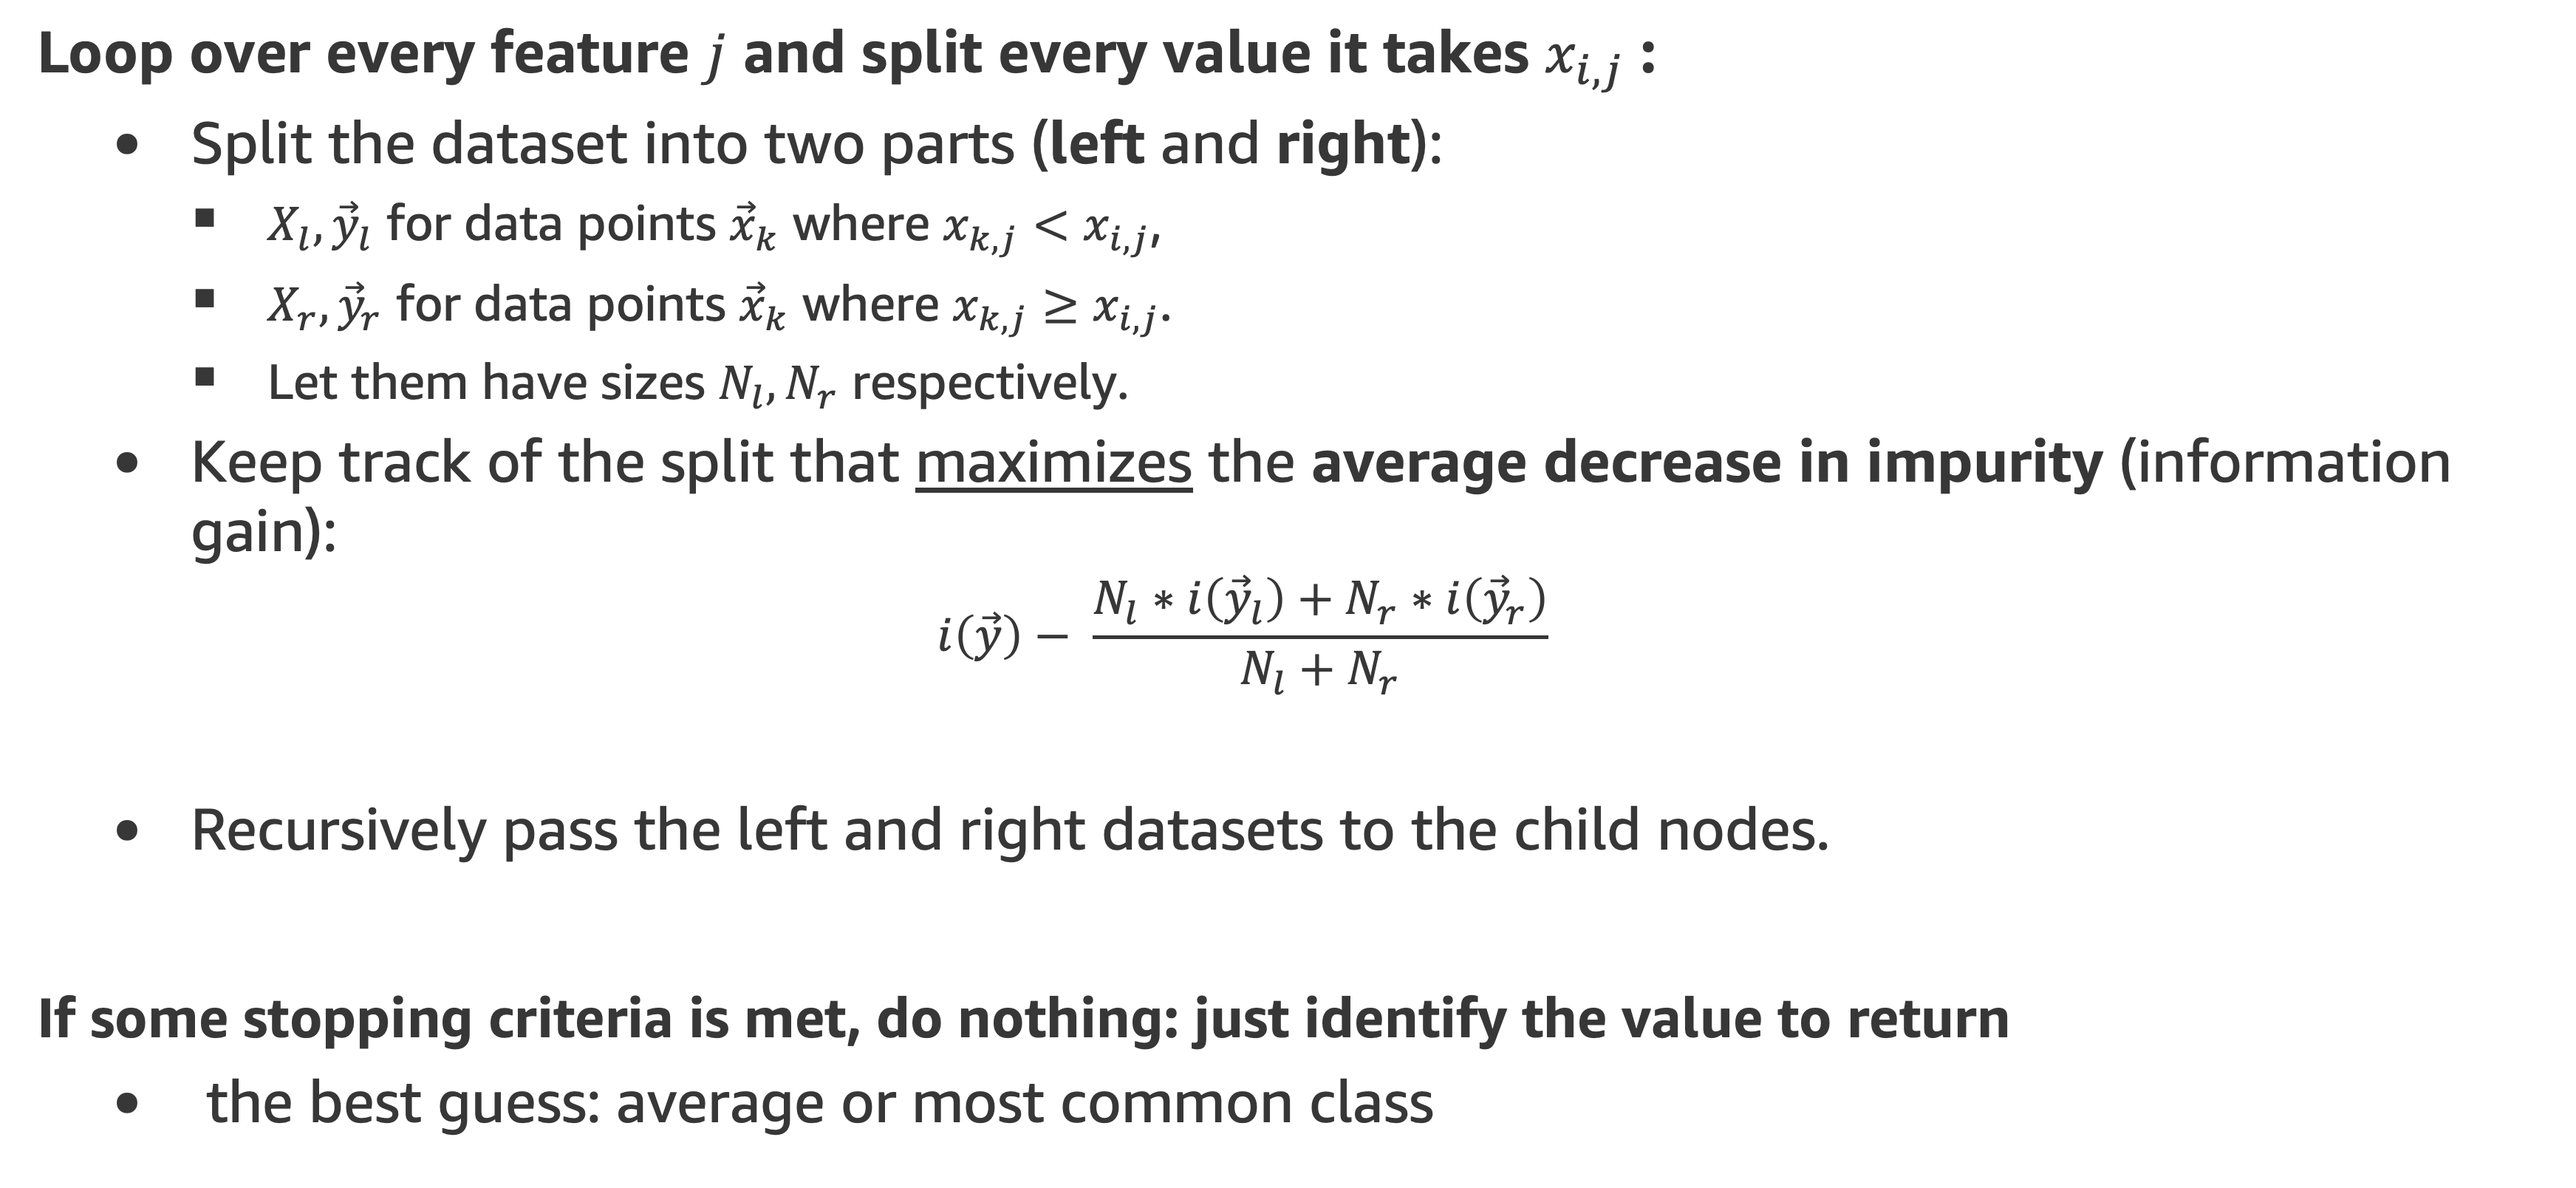 Loop over every feature j and split every value it takes x_{i,j} :
• Split the dataset into two parts (left and right):
▪ X_l, y⃗_l for data points x⃗_k where x_{k,j} < x_{i,j},
▪ X_r, y⃗_r for data points x⃗_k where x_{k,j} ≥ x_{i,j}.
▪ Let them have sizes N_l, N_r respectively.
• Keep track of the split that maximizes the average decrease in impurity (information
gain):
i(y⃗) − \frac{N_l * i(y⃗_l) + N_r * i(y⃗_r)}{N_l + N_r}
• Recursively pass the left and right datasets to the child nodes.
If some stopping criteria is met, do nothing: just identify the value to return
• the best guess: average or most common class